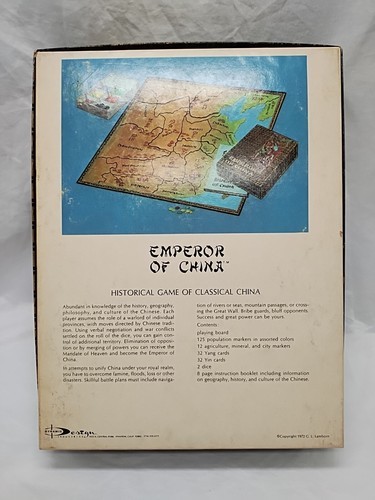 EMPEROR
OF CHINA™
HISTORICAL GAME OF CLASSICAL CHINA
Abundant in knowledge of the history, geography,
philosophy, and culture of the Chinese. Each
player assumes the role of a warlord of individual
provinces, with moves directed by Chinese tradi-
tion. Using verbal negotiation and war conflicts
settled on the roll of the dice, you can gain con-
trol of additional territory. Elimination of opposi-
tion or by merging of powers you can receive the
Mandate of Heaven and become the Emperor of
China.
In attempts to unify China under your royal realm,
you have to overcome famine, floods, loss or other
disasters. Skillful battle plans must include naviga-
tion of rivers or seas, mountain passages, or cross-
ing the Great Wall. Bribe guards, bluff opponents.
Success and great power can be yours.
Contents:
playing board
125 population markers in assorted colors
12 agriculture, mineral, and city markers
32 Yang cards
32 Yin cards
2 dice
8 page instruction booklet including information
on geography, history, and culture of the Chinese.
Dynamic Design
©Copyright 1972 U. L. Lennox